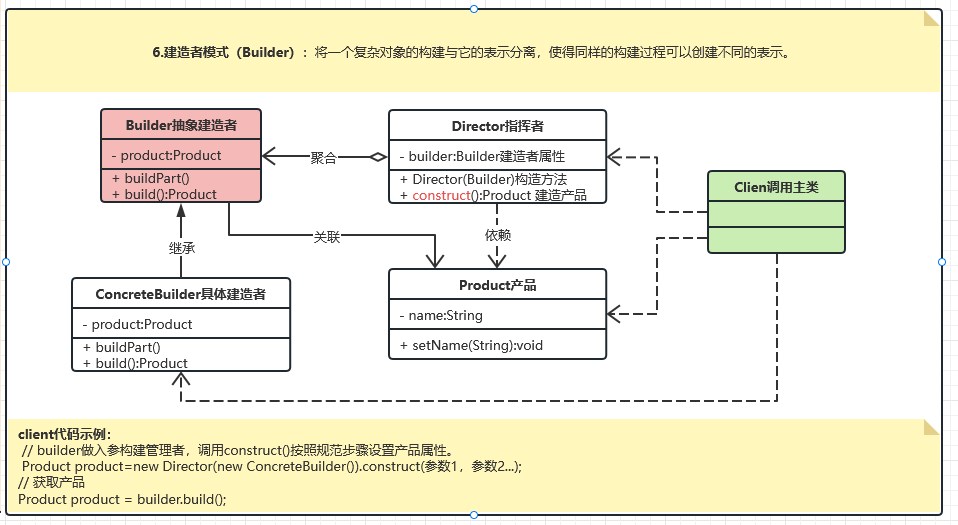 6.建造者模式（Builder）：将一个复杂对象的构建与它的表示分离，使得同样的构建过程可以创建不同的表示。
Builder抽象建造者
- product:Product
+ buildPart()
+ build():Product
聚合
Director指挥者
- builder:Builder建造者属性
+ Director(Builder)构造方法
+ construct():Product 建造产品
Clien调用主类
关联
依赖
继承
ConcreteBuilder具体建造者
- product:Product
+ buildPart()
+ build():Product
Product产品
- name:String
+ setName(String):void
client代码示例：
// builder做入参构建管理者，调用construct()按照规范步骤设置产品属性。
Product product=new Director(new ConcreteBuilder()).construct(参数1，参数2...);
// 获取产品
Product product = builder.build();